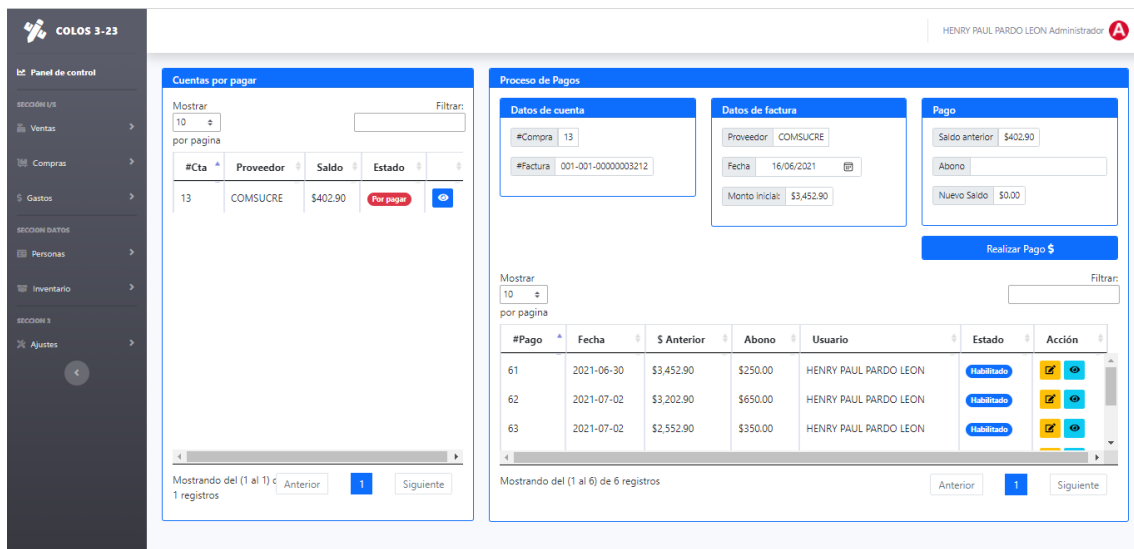 COLOS 3-23
HENRY PAUL PARDO LEON Administrador
A
Panel de control
SECCIÓN I/S
Ventas
Compras
$ Gastos
SECCION DATOS
Personas
Inventario
SECCION 3
Ajustes
Cuentas por pagar
Mostrar
Filtrar:
10
por pagina
#Cta Proveedor Saldo Estado
13 COMSUCRE $402.90 Por pagar
Mostrando del (1 al 1)
1 registros
Anterior 1 Siguiente
Proceso de Pagos
Datos de cuenta
#Compra 13
#Factura 001-001-00000003212
Datos de factura
Proveedor COMSUCRE
Fecha 16/06/2021
Monto inicial: $3,452.90
Pago
Saldo anterior $402.90
Abono
Nuevo Saldo $0.00
Realizar Pago $
Mostrar
Filtrar:
10
por pagina
#Pago Fecha $ Anterior Abono Usuario Estado Acción
61 2021-06-30 $3,452.90 $250.00 HENRY PAUL PARDO LEON Habilitado
62 2021-07-02 $3,202.90 $650.00 HENRY PAUL PARDO LEON Habilitado
63 2021-07-02 $2,552.90 $350.00 HENRY PAUL PARDO LEON Habilitado
Mostrando del (1 al 6) de 6 registros
Anterior 1 Siguiente